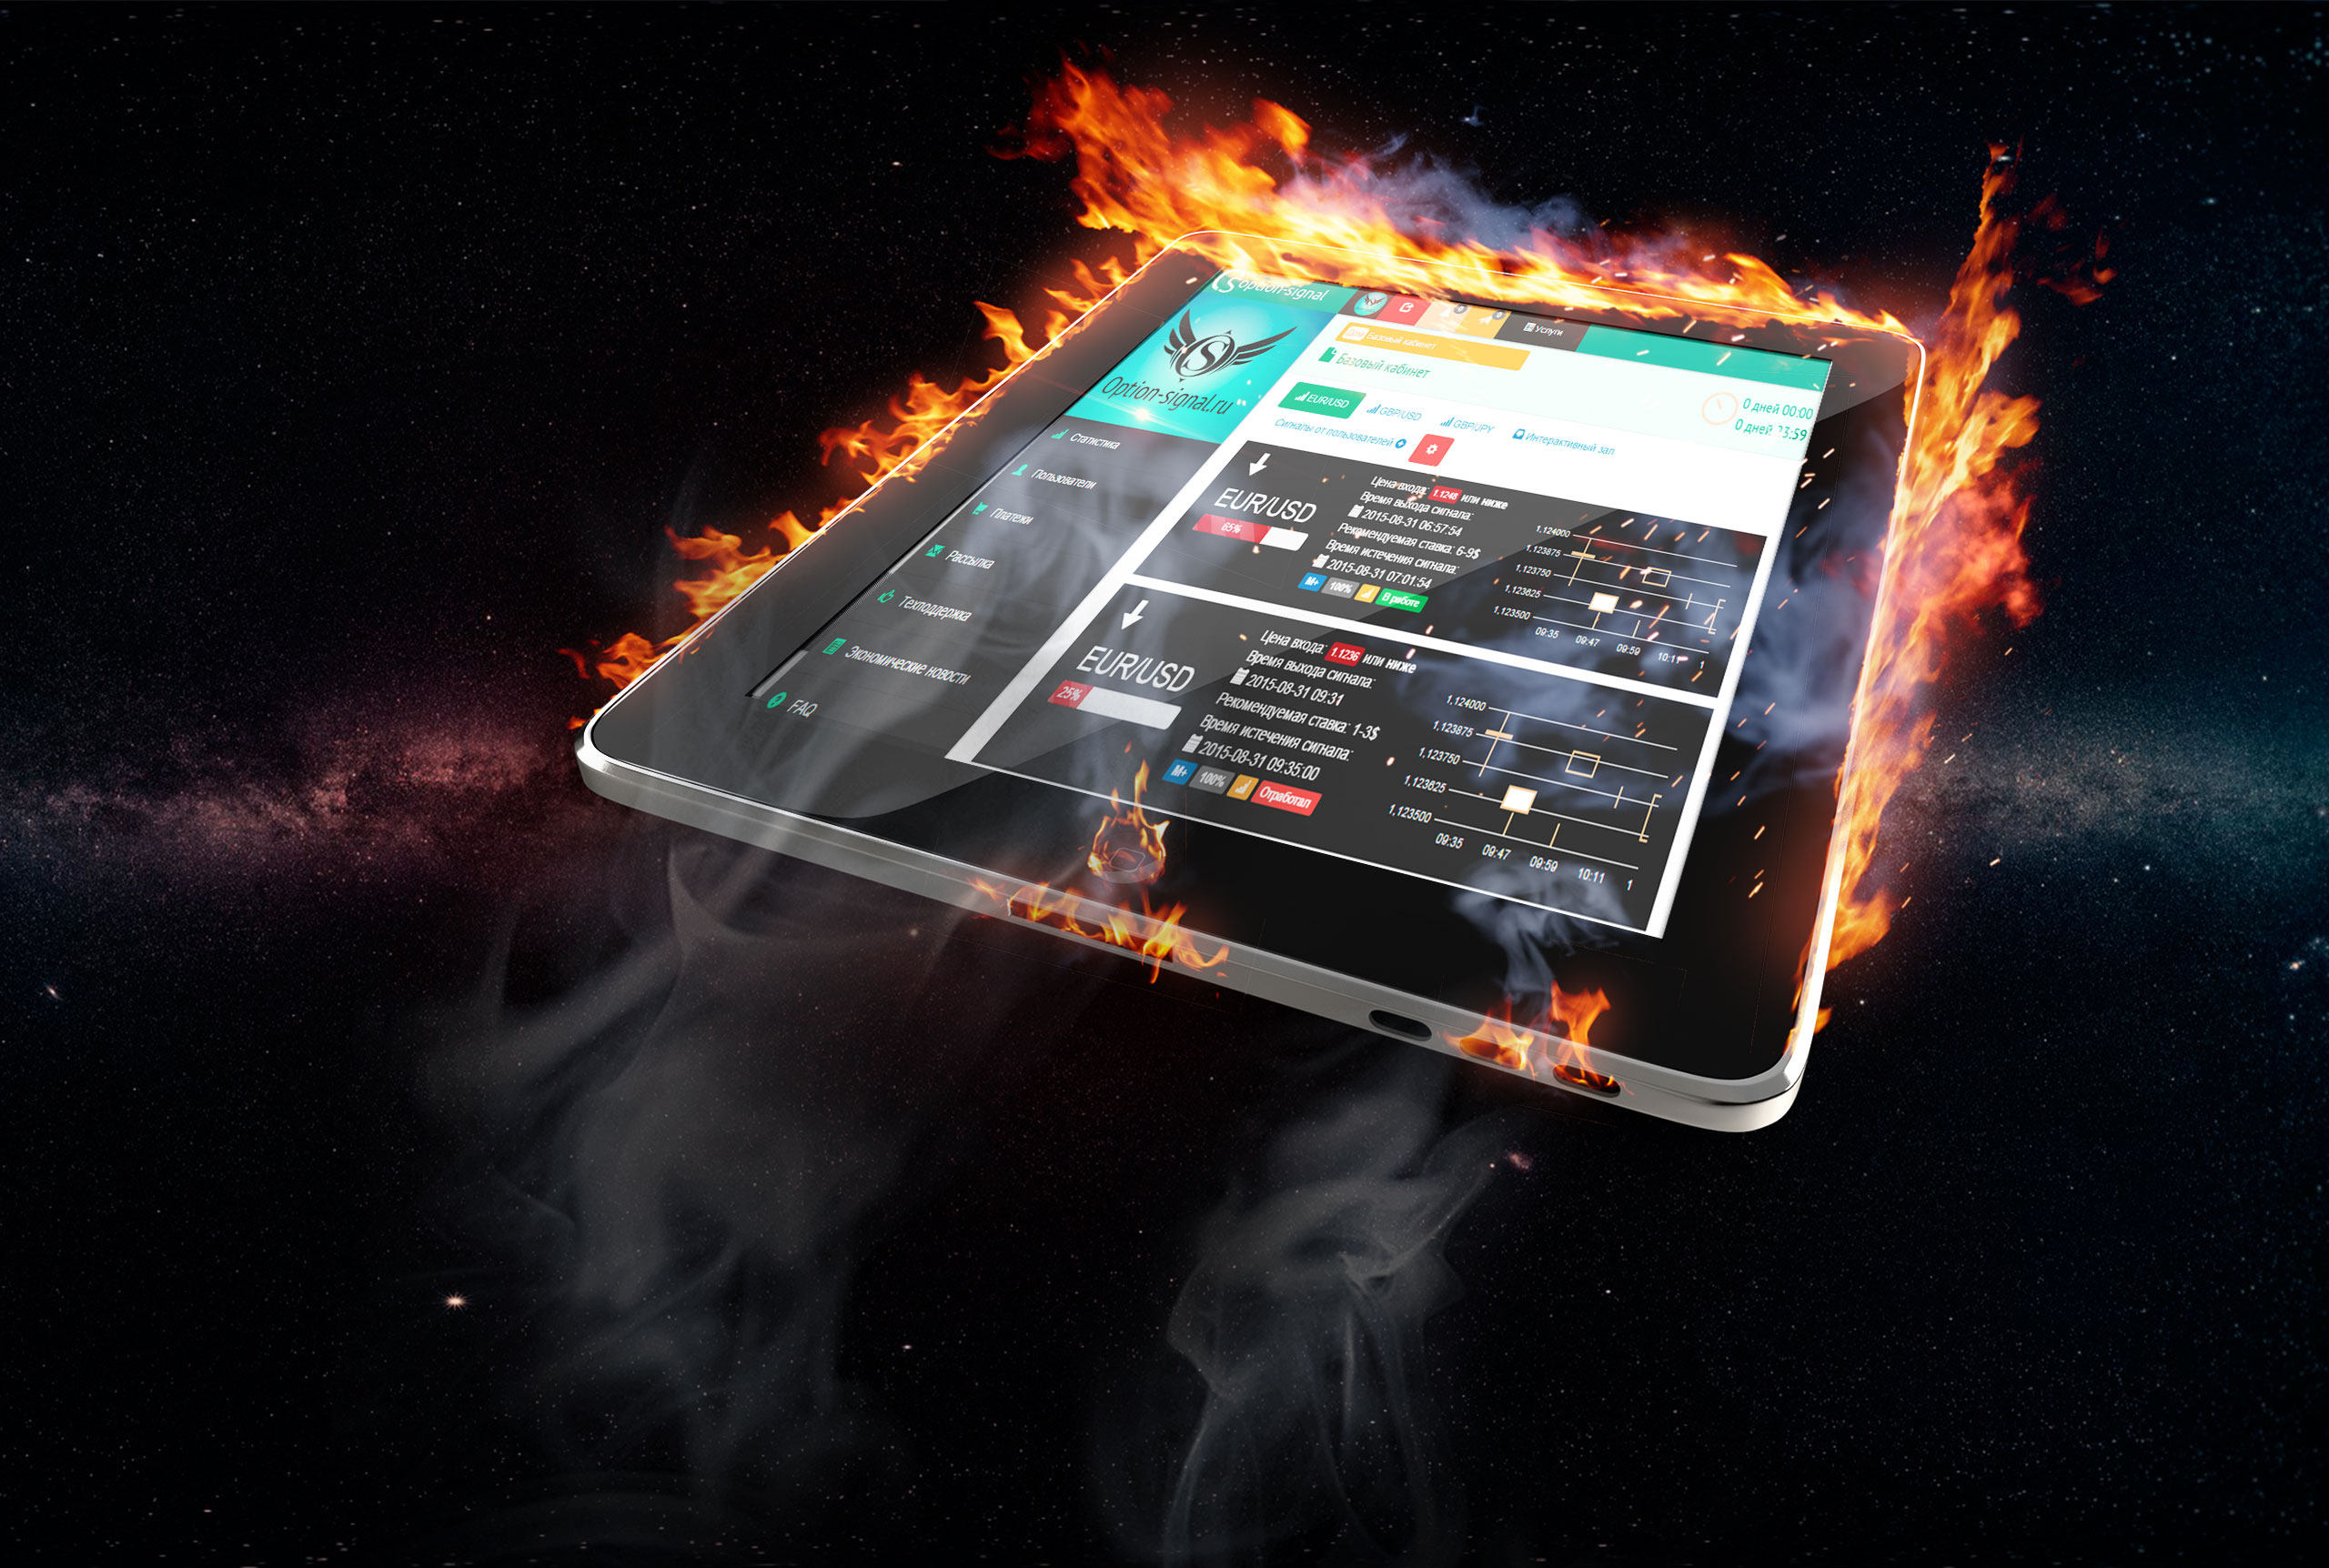 option-signal
Услуги
Базовый кабинет
Базовый кабинет
0 дней 00:00
0 дней 23:59
Option-signal.ru
EUR/USD
GBP/USD
GBP/JPY
Интерактивный зал
Сигналы от пользователей
Статистика
Пользователи
Платежи
Рассылка
Техподдержка
Экономические новости
FAQ
EUR/USD
65%
Цена входа: 1.1248 или ниже
Время выхода сигнала:
2015-08-31 06:57:54
Рекомендуемая ставка: 6-9$
Время истечения сигнала:
2015-08-31 07:01:54
M+ 100% В работе
1,124000
1,123875
1,123750
1,123625
1,123500
09:35 09:47 09:59 10:11 1
EUR/USD
25%
Цена входа: 1.1236 или ниже
Время выхода сигнала:
2015-08-31 09:31
Рекомендуемая ставка: 1-3$
Время истечения сигнала:
2015-08-31 09:35:00
M+ 100% Отработал
1,124000
1,123875
1,123750
1,123625
1,123500
09:35 09:47 09:59 10:11 1